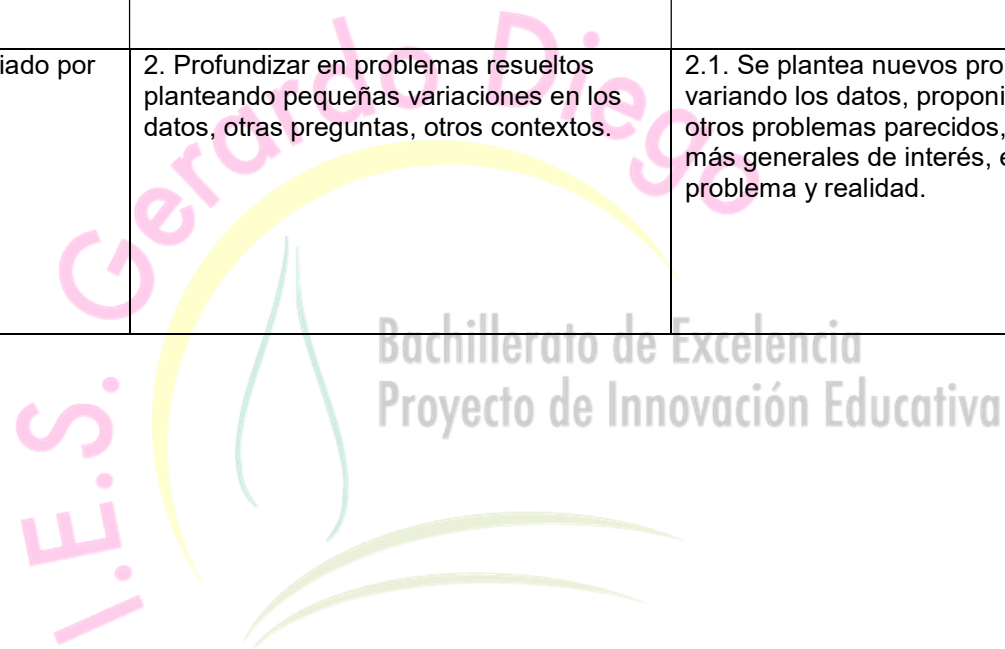 iado por
2. Profundizar en problemas resueltos
planteando pequeñas variaciones en los
datos, otras preguntas, otros contextos.
2.1. Se plantea nuevos pro
variando los datos, proponi
otros problemas parecidos,
más generales de interés, e
problema y realidad.
I.E.S. Gerardo Diego
Bachillerato de Excelencia
Proyecto de Innovación Educativa